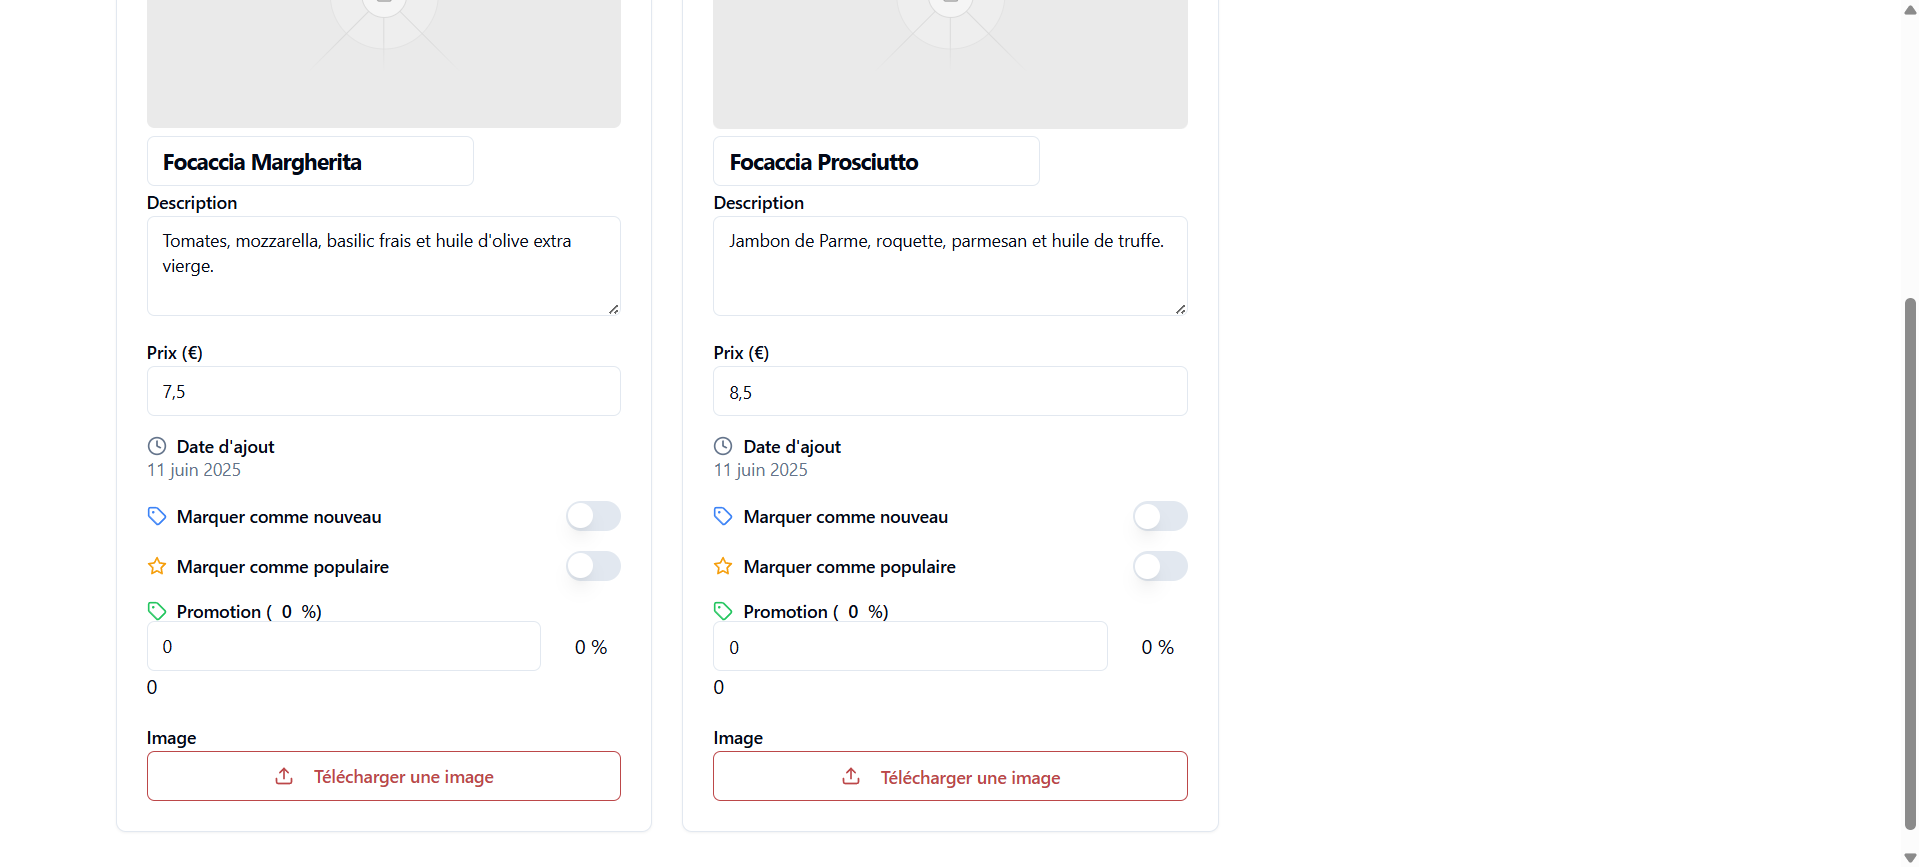 Focaccia Margherita
Description
Tomates, mozzarella, basilic frais et huile d'olive extra
vierge.
Prix (€)
7,5
Date d'ajout
11 juin 2025
Marquer comme nouveau
Marquer comme populaire
Promotion ( 0 %)
0
0 %
0
Image
Télécharger une image
Focaccia Prosciutto
Description
Jambon de Parme, roquette, parmesan et huile de truffe.
Prix (€)
8,5
Date d'ajout
11 juin 2025
Marquer comme nouveau
Marquer comme populaire
Promotion ( 0 %)
0
0 %
0
Image
Télécharger une image